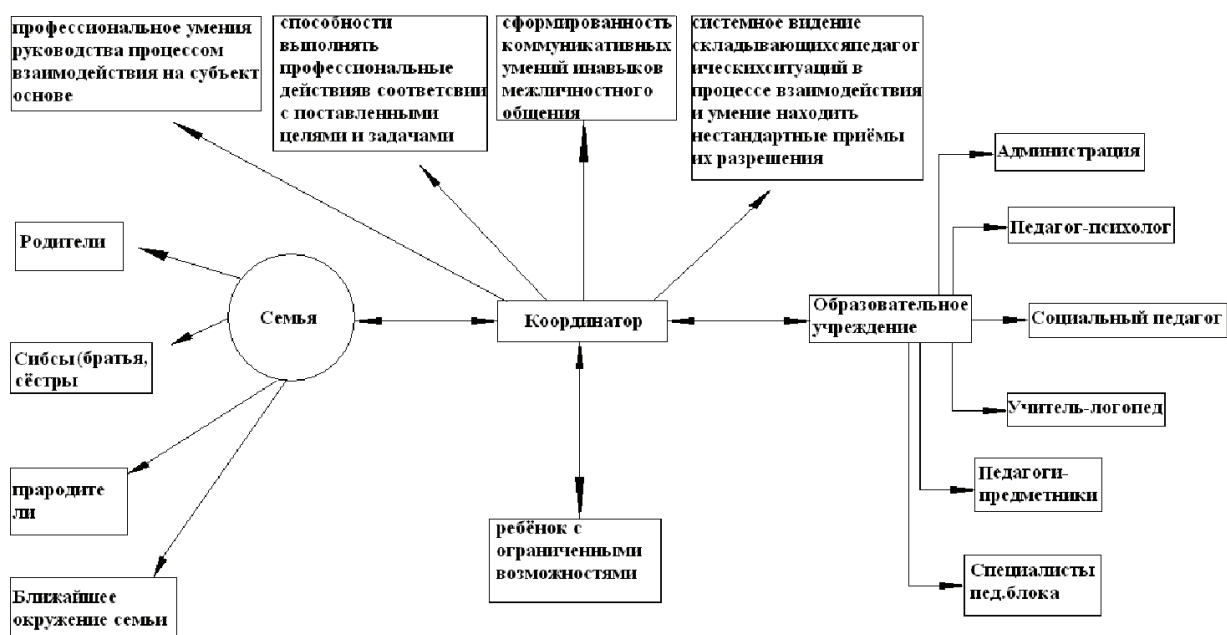 профессиональное умения
руководства процессом
взаимодействия на субъект
основе
способности
выполнять
профессиональные
действияв соответсвии
с поставленными
целями и задачами
сформированность
коммуникативных
умений инавыков
межличностного
общения
системное видение
складывающихсяпедагог
ическихситуаций в
процессе взаимодействия
и умение находить
нестандартные приёмы
их разрешения
Администрация
Педагог-психолог
Родители
Семья
Координатор
Образовательное
учреждение
Социальный педагог
Сибсы (братья,
сёстры
Учитель-логопед
прародите
ли
Педагоги-
предметники
ребёнок с
ограниченными
возможностями
Ближайшее
окружение семьи
Специалисты
пед.блока